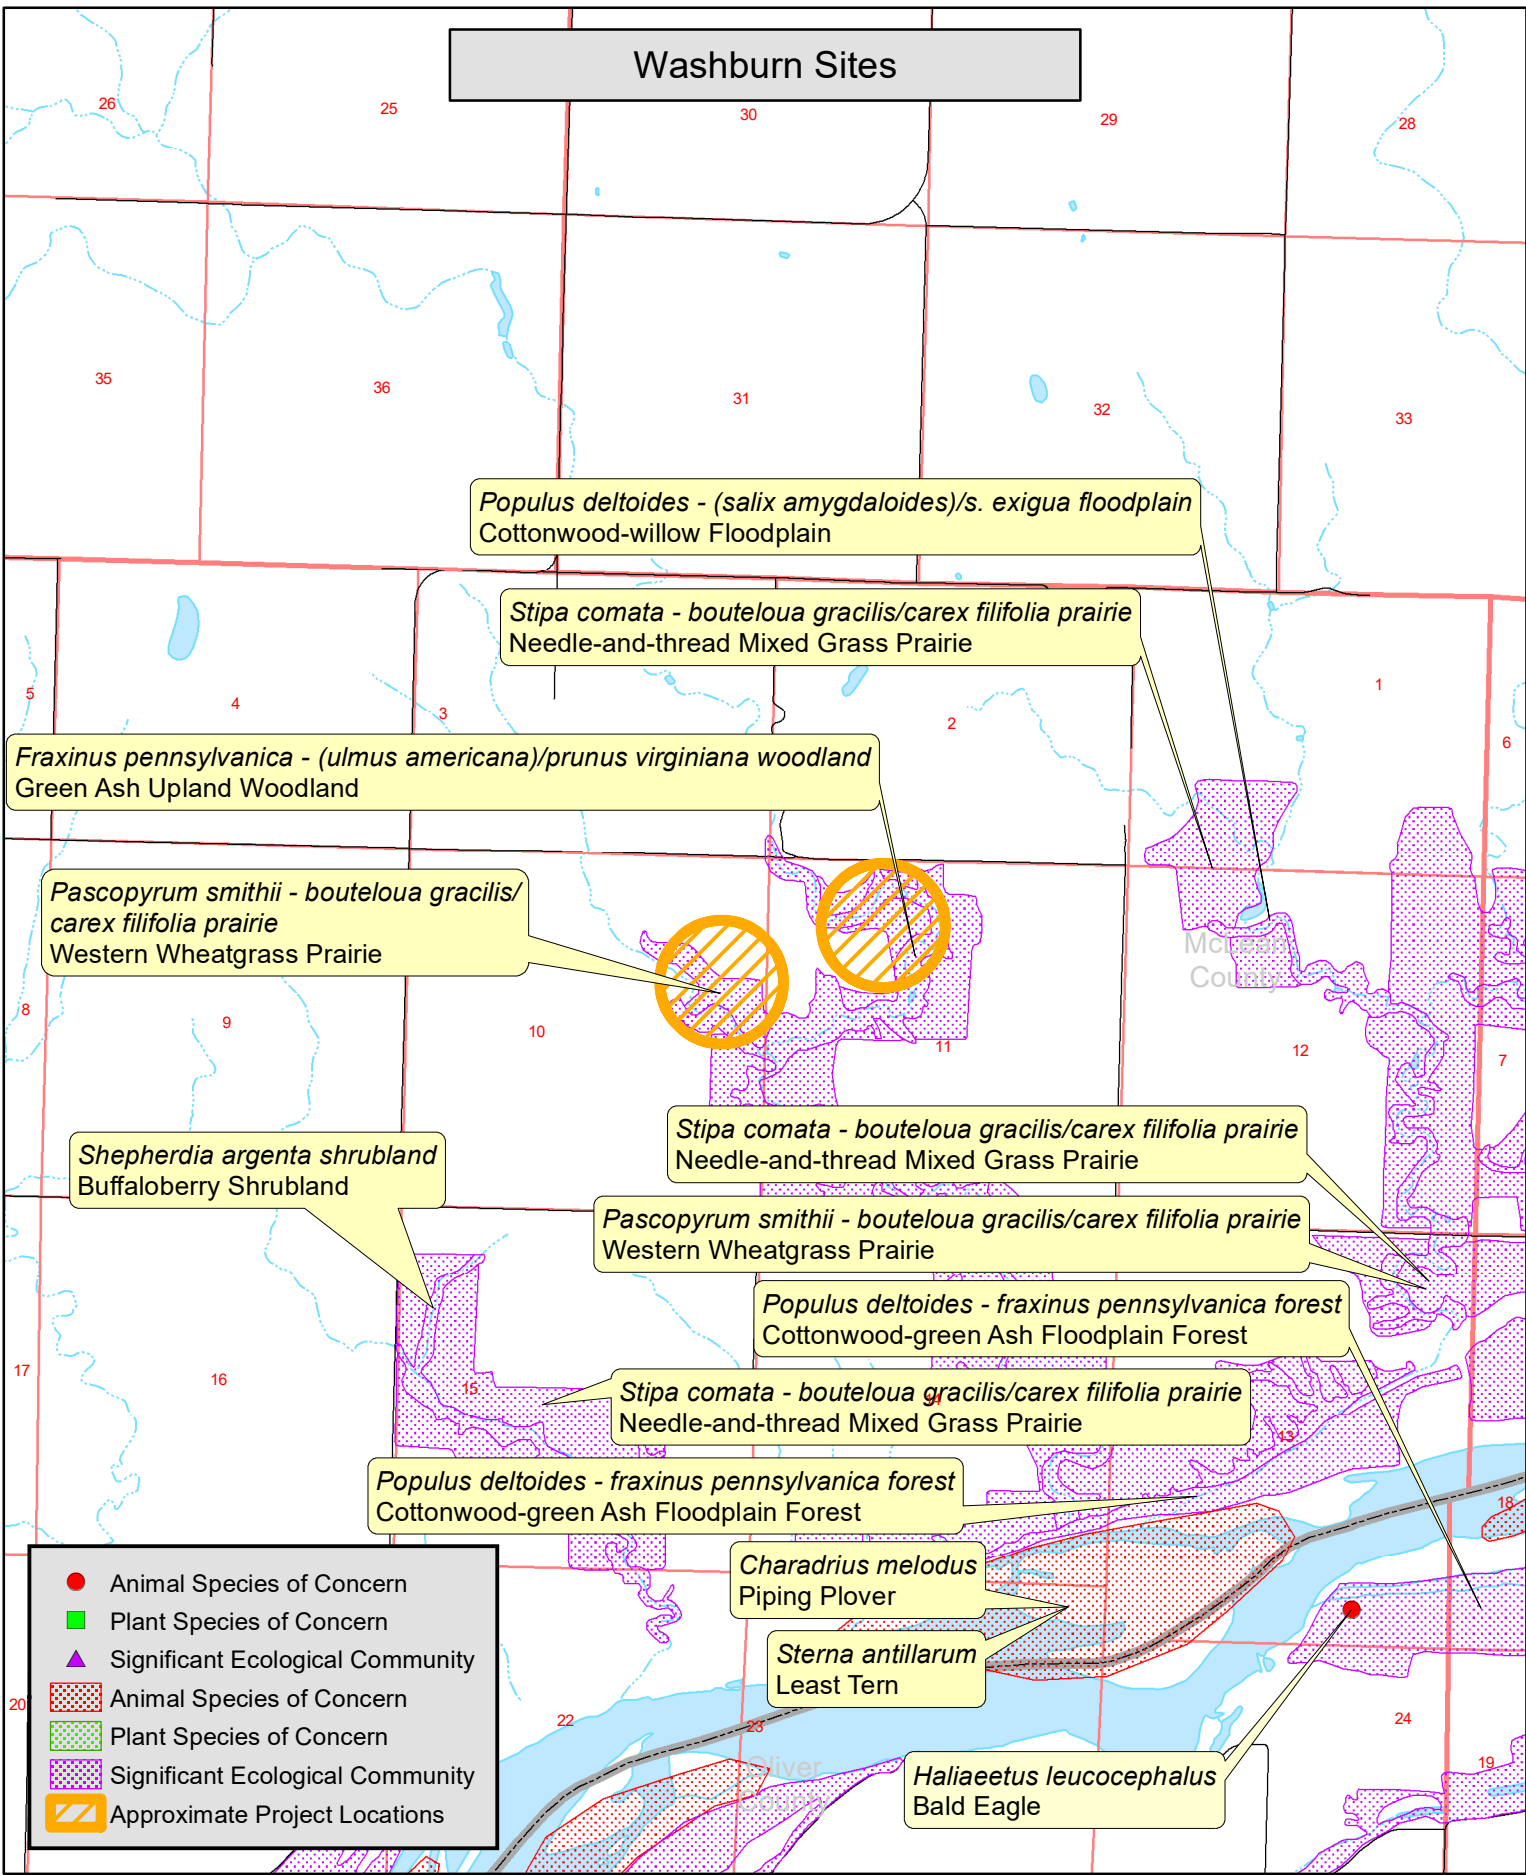 Washburn Sites
26
25
30
29
28
35
36
31
32
33
Populus deltoides - (salix amygdaloides)/s. exigua floodplain
Cottonwood-willow Floodplain
Stipa comata - bouteloua gracilis/carex filifolia prairie
Needle-and-thread Mixed Grass Prairie
5
4
3
2
1
6
Fraxinus pennsylvanica - (ulmus americana)/prunus virginiana woodland
Green Ash Upland Woodland
Pascopyrum smithii - bouteloua gracilis/
carex filifolia prairie
Western Wheatgrass Prairie
McLean
County
8
9
10
11
12
7
Stipa comata - bouteloua gracilis/carex filifolia prairie
Needle-and-thread Mixed Grass Prairie
Shepherdia argenta shrubland
Buffaloberry Shrubland
Pascopyrum smithii - bouteloua gracilis/carex filifolia prairie
Western Wheatgrass Prairie
Populus deltoides - fraxinus pennsylvanica forest
Cottonwood-green Ash Floodplain Forest
17
16
15
14
13
18
Stipa comata - bouteloua gracilis/carex filifolia prairie
Needle-and-thread Mixed Grass Prairie
Populus deltoides - fraxinus pennsylvanica forest
Cottonwood-green Ash Floodplain Forest
Charadrius melodus
Piping Plover
Sterna antillarum
Least Tern
20
22
23
24
19
Oliver
County
Haliaeetus leucocephalus
Bald Eagle
Animal Species of Concern
Plant Species of Concern
Significant Ecological Community
Animal Species of Concern
Plant Species of Concern
Significant Ecological Community
Approximate Project Locations